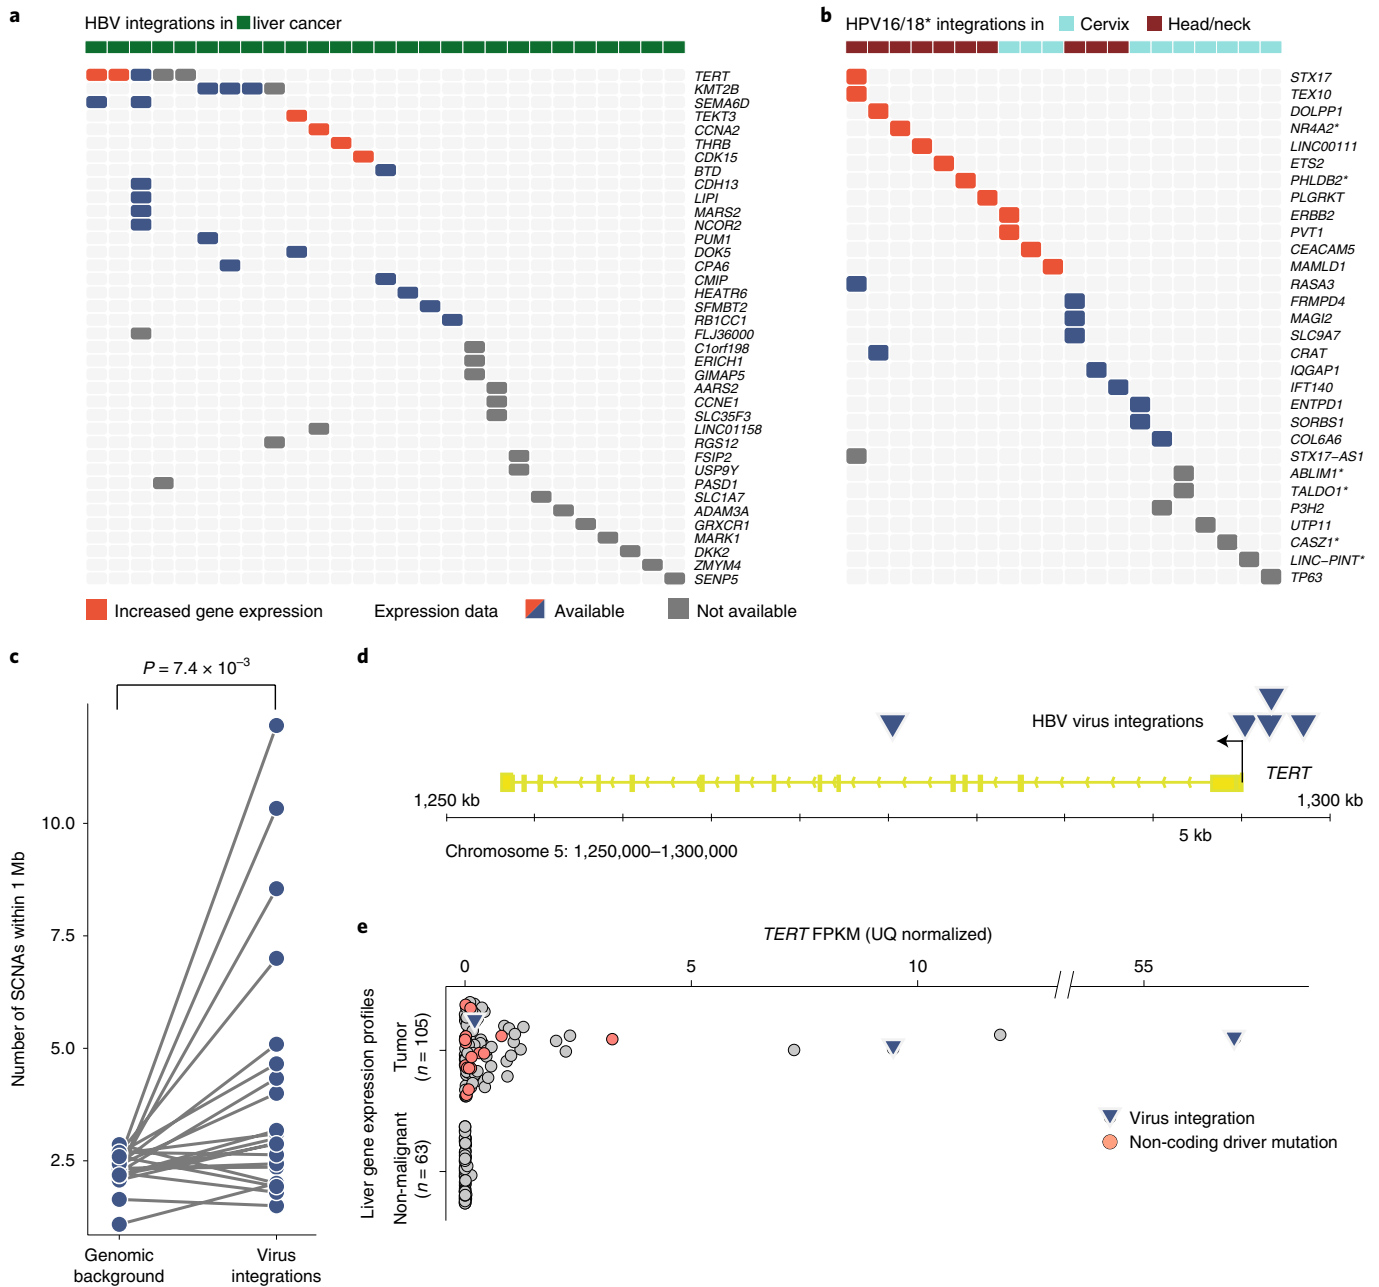 a
HBV integrations in liver cancer
TERT
KMT2B
SEMA6D
TEKT3
CCNA2
THRB
CDK15
BTD
CDH13
LIPI
MARS2
NCOR2
PUM1
DOK5
CPA6
CMIP
HEATR6
SFMBT2
RB1CC1
FLJ36000
C1orf198
ERICH1
GIMAP5
AARS2
CCNE1
SLC35F3
LINC01158
RGS12
FSIP2
USP9Y
PASD1
SLC1A7
ADAM3A
GRXCR1
MARK1
DKK2
ZMYM4
SENP5
Increased gene expression
Expression data
Available
Not available
b
HPV16/18* integrations in Cervix Head/neck
STX17
TEX10
DOLPP1
NR4A2*
LINC00111
ETS2
PHLDB2*
PLGRKT
ERBB2
PVT1
CEACAM5
MAMLD1
RASA3
FRMPD4
MAGI2
SLC9A7
CRAT
IQGAP1
IFT140
ENTPD1
SORBS1
COL6A6
STX17–AS1
ABLIM1*
TALDO1*
P3H2
UTP11
CASZ1*
LINC–PINT*
TP63
c
P = 7.4 × 10⁻³
Number of SCNAs within 1 Mb
10.0
7.5
5.0
2.5
Genomic
background
Virus
integrations
d
HBV virus integrations
TERT
1,250 kb
1,300 kb
5 kb
Chromosome 5: 1,250,000–1,300,000
e
TERT FPKM (UQ normalized)
0
5
10
55
Liver gene expression profiles
Tumor
(n = 105)
Non-malignant
(n = 63)
Virus integration
Non-coding driver mutation